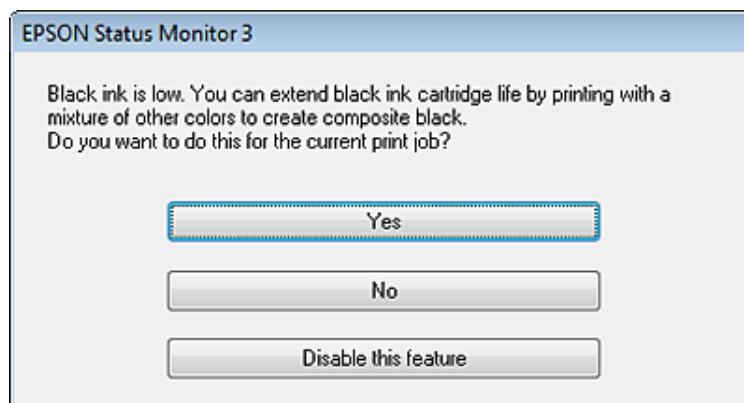 EPSON Status Monitor 3
Black ink is low. You can extend black ink cartridge life by printing with a
mixture of other colors to create composite black.
Do you want to do this for the current print job?
Yes
No
Disable this feature